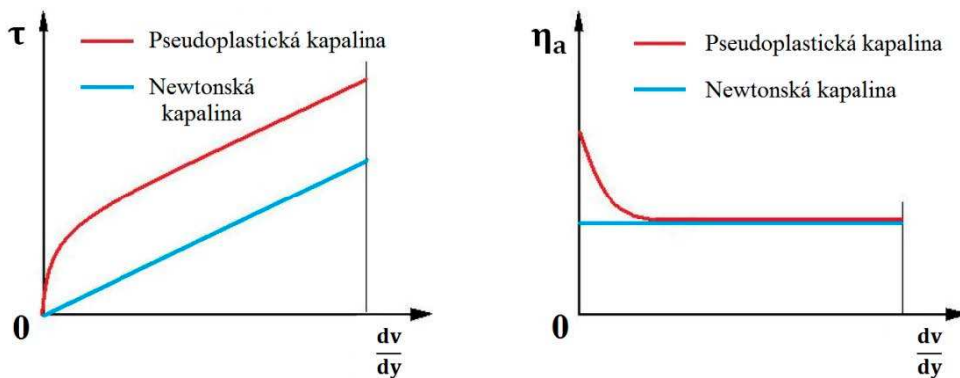 τ
Pseudoplastická kapalina
Newtonská
kapalina
0
dv
dy
ηa
Pseudoplastická kapalina
Newtonská kapalina
0
dv
dy